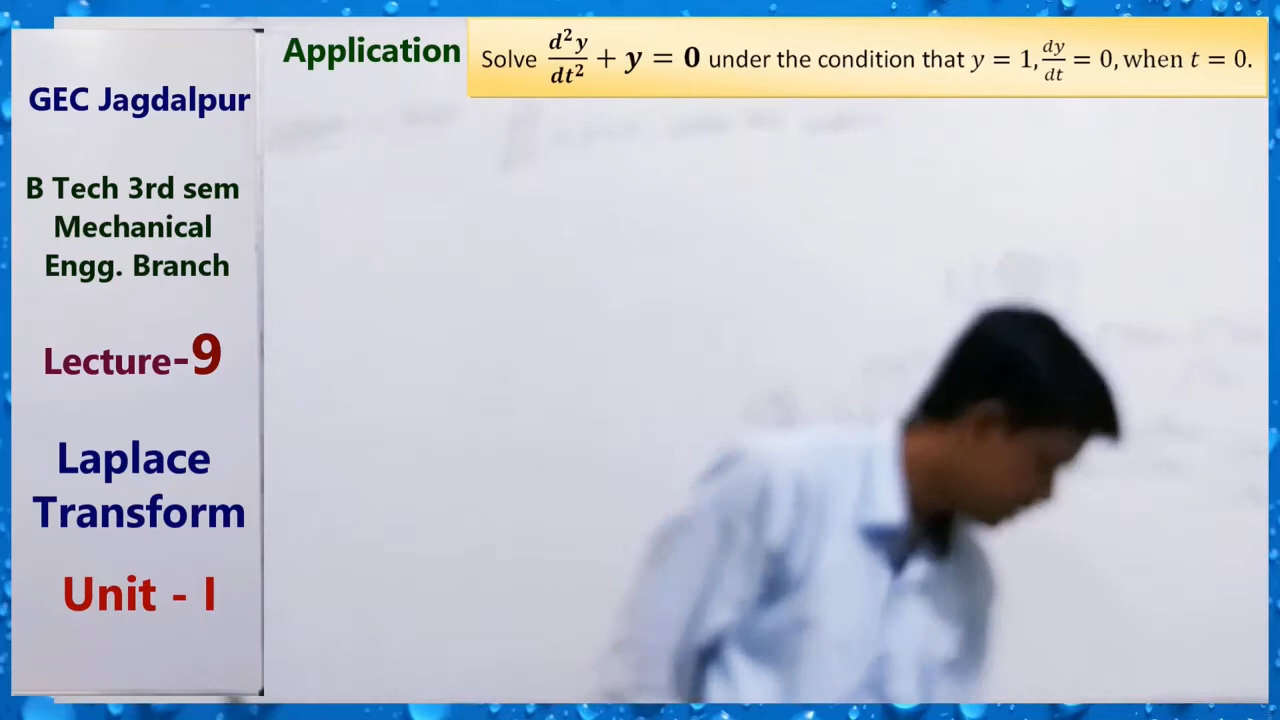 GEC Jagdalpur
B Tech 3rd sem
Mechanical
Engg. Branch
Lecture-9
Laplace
Transform
Unit - I
Application
Solve d²y/dt² + y = 0 under the condition that y = 1, dy/dt = 0, when t = 0.